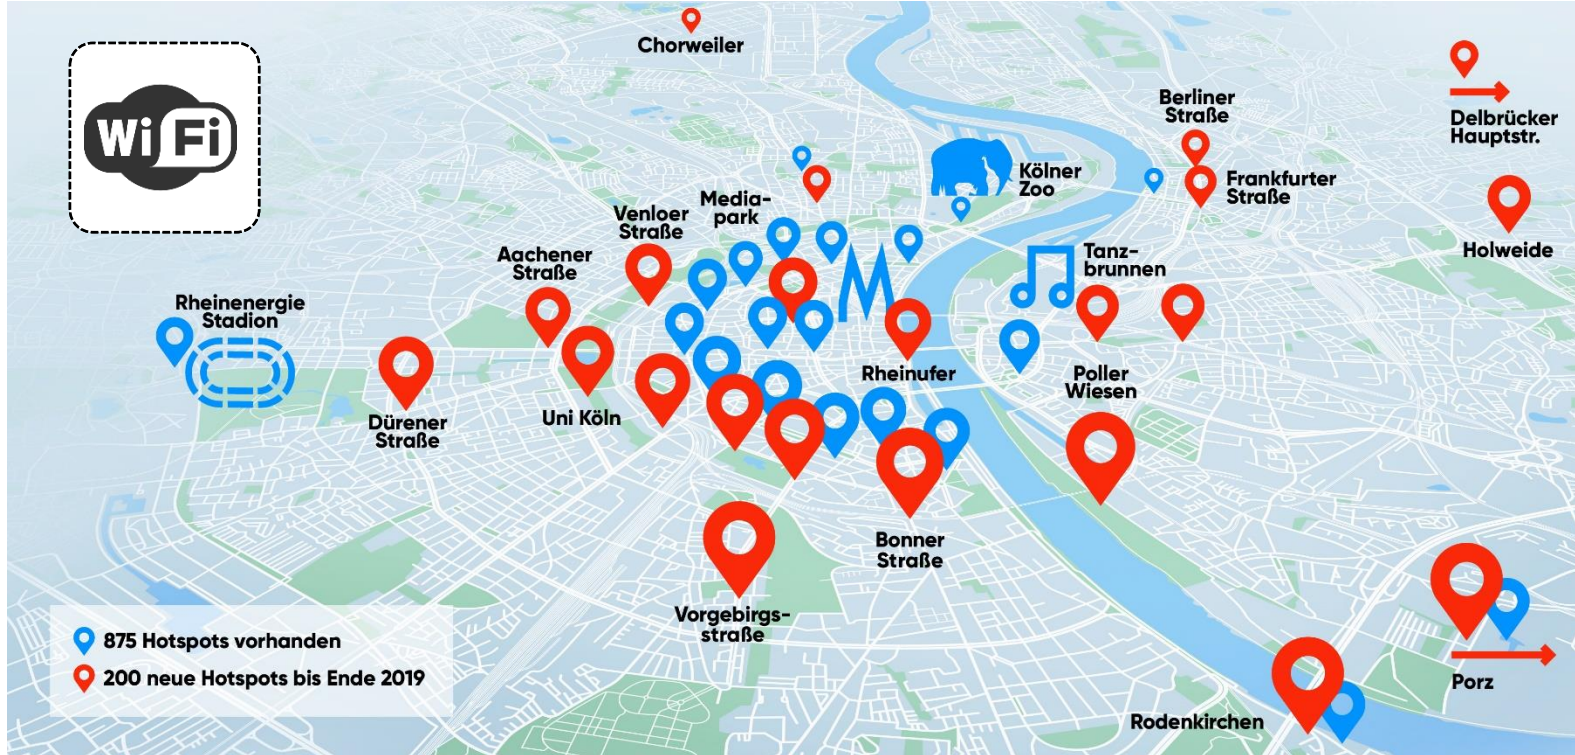 Wi Fi
Chorweiler
Berliner
Straße
Delbrücker
Hauptstr.
Kölner
Zoo
Frankfurter
Straße
Media-
park
Venloer
Straße
Holweide
Aachener
Straße
Tanz-
brunnen
Rheinenergie
Stadion
M
Rheinufer
Poller
Wiesen
Uni Köln
Dürener
Straße
Bonner
Straße
Vorgebirgs-
straße
875 Hotspots vorhanden
200 neue Hotspots bis Ende 2019
Porz
Rodenkirchen